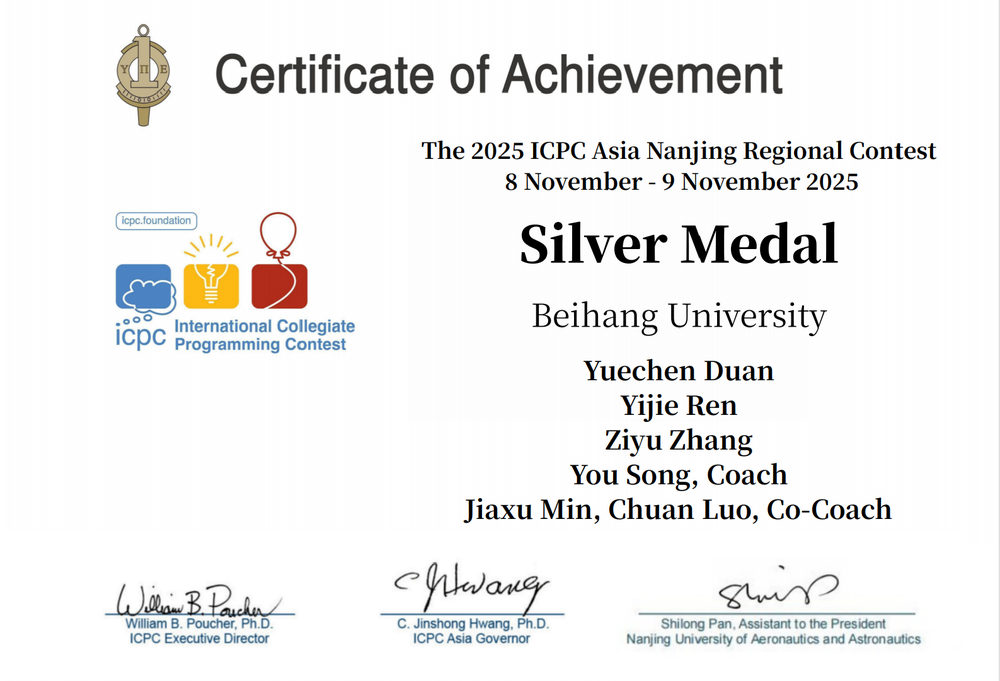 Certificate of Achievement
The 2025 ICPC Asia Nanjing Regional Contest
8 November - 9 November 2025
Silver Medal
Beihang University
Yuechen Duan
Yijie Ren
Ziyu Zhang
You Song, Coach
Jiaxu Min, Chuan Luo, Co-Coach
icpc.foundation
icpc
International Collegiate
Programming Contest
William B. Poucher
William B. Poucher, Ph.D.
ICPC Executive Director
C J Hwang
C. Jinshong Hwang, Ph.D.
ICPC Asia Governor
Shilong Pan, Assistant to the President
Nanjing University of Aeronautics and Astronautics
Υ Π Ε